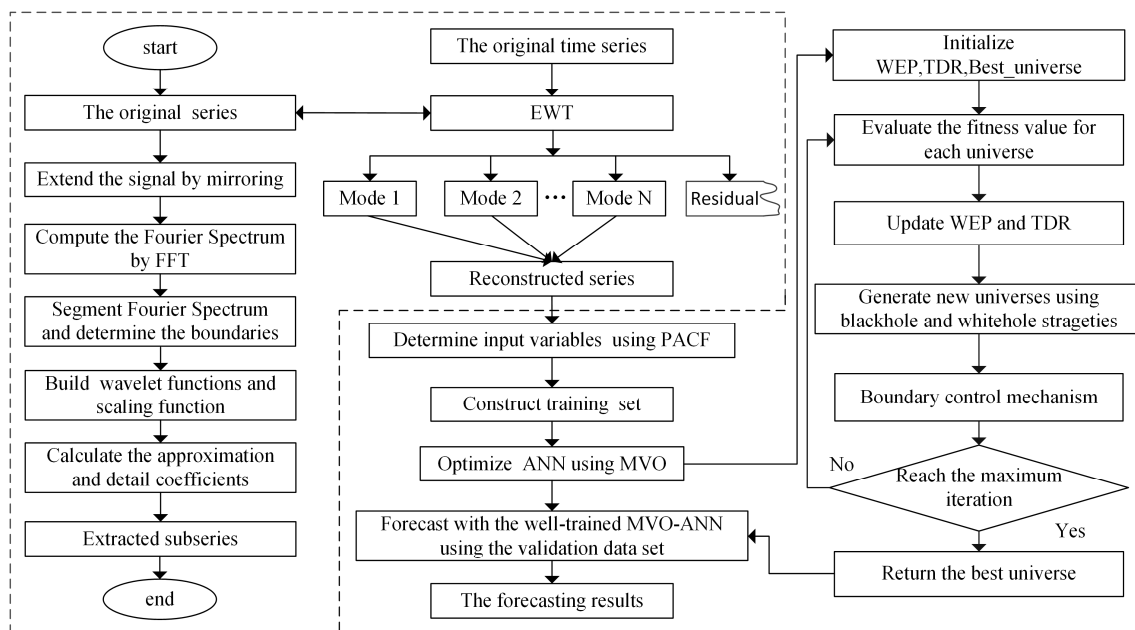 start
The original series
Extend the signal by mirroring
Compute the Fourier Spectrum
by FFT
Segment Fourier Spectrum
and determine the boundaries
Build wavelet functions and
scaling function
Calculate the approximation
and detail coefficients
Extracted subseries
end
The original time series
EWT
Mode 1
Mode 2
...
Mode N
Residual
Reconstructed series
Determine input variables using PACF
Construct training set
Optimize ANN using MVO
Forecast with the well-trained MVO-ANN
using the validation data set
The forecasting results
Initialize
WEP,TDR,Best_universe
Evaluate the fitness value for
each universe
Update WEP and TDR
Generate new universes using
blackhole and whitehole strageties
Boundary control mechanism
No
Reach the maximum
iteration
Yes
Return the best universe